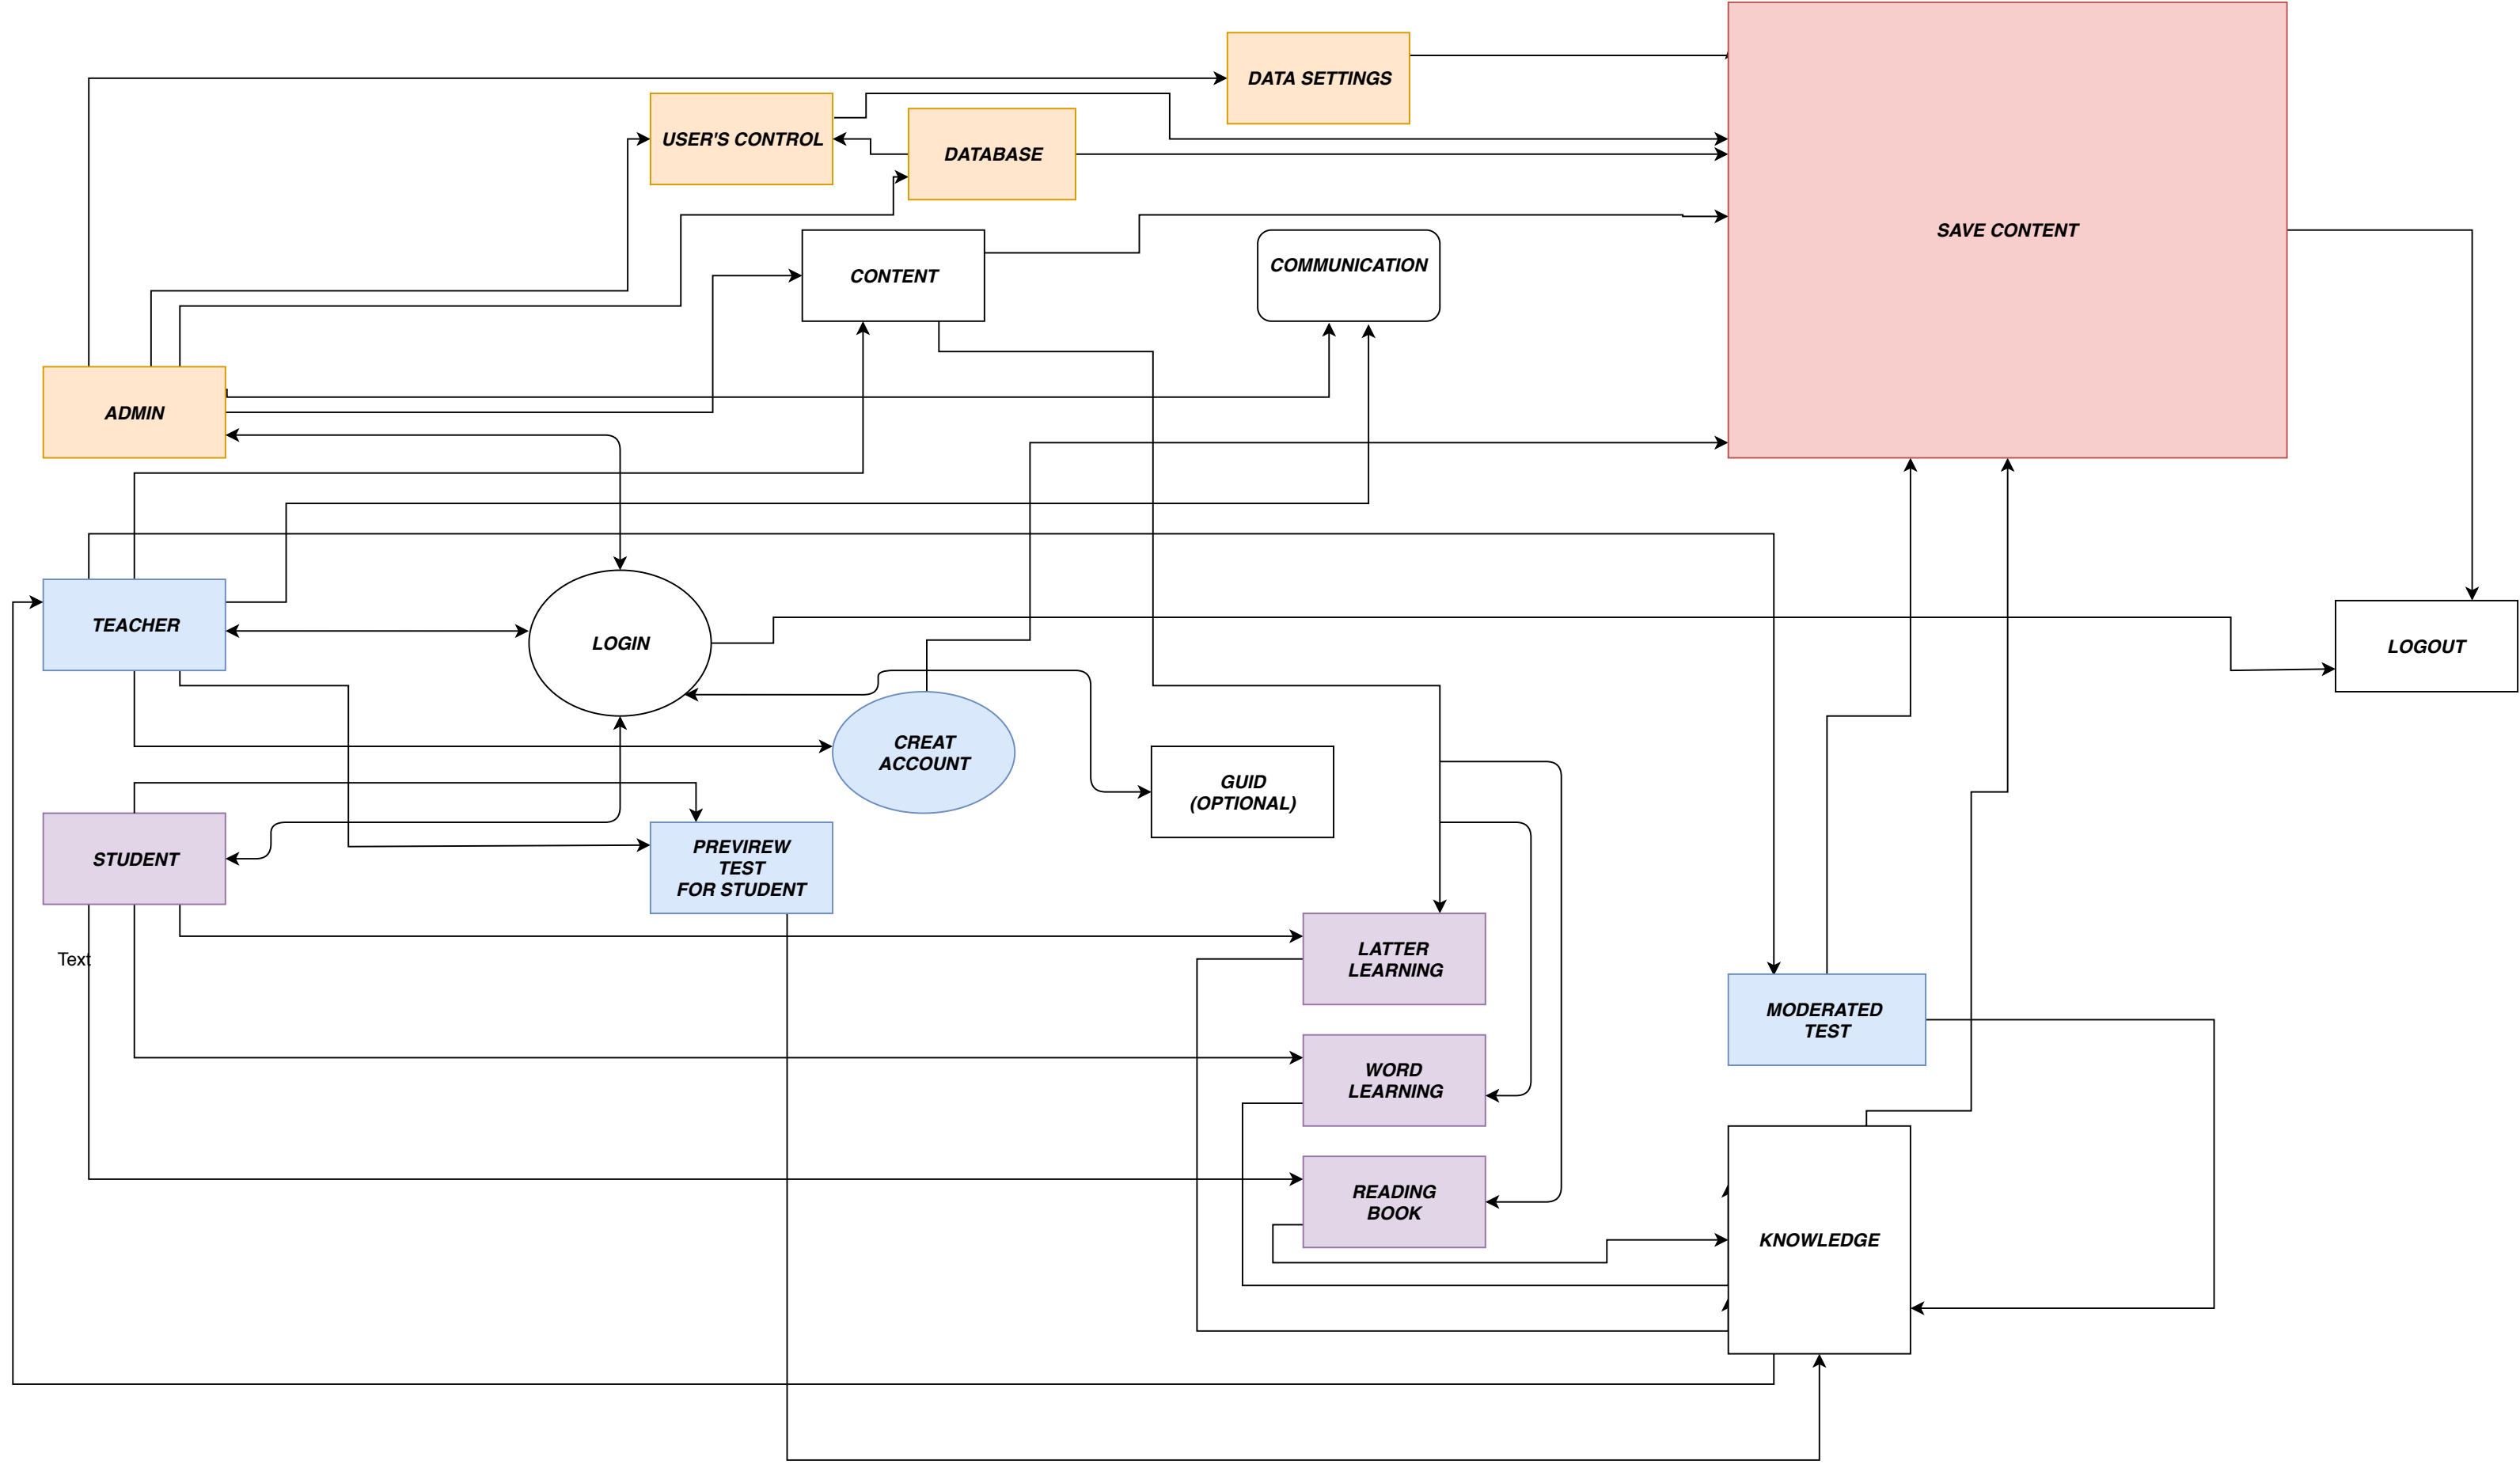 DATA SETTINGS
USER'S CONTROL
DATABASE
SAVE CONTENT
CONTENT
COMMUNICATION
ADMIN
TEACHER
LOGIN
LOGOUT
CREAT
ACCOUNT
GUID
(OPTIONAL)
STUDENT
PREVIREW
TEST
FOR STUDENT
Text
LATTER
LEARNING
MODERATED
TEST
WORD
LEARNING
READING
BOOK
KNOWLEDGE